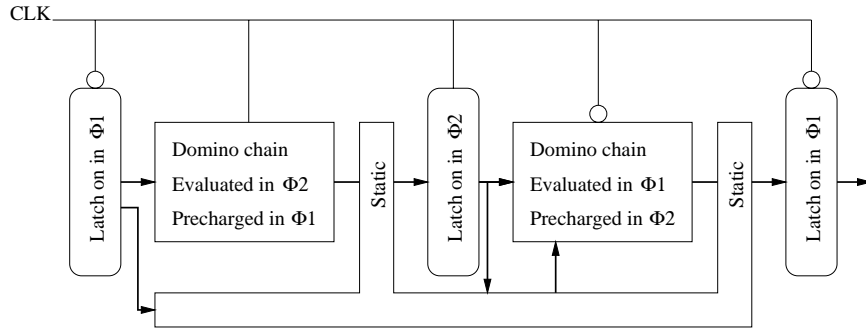 CLK
Latch on in Φ1
Domino chain
Evaluated in Φ2
Precharged in Φ1
Static
Latch on in Φ2
Domino chain
Evaluated in Φ1
Precharged in Φ2
Static
Latch on in Φ1